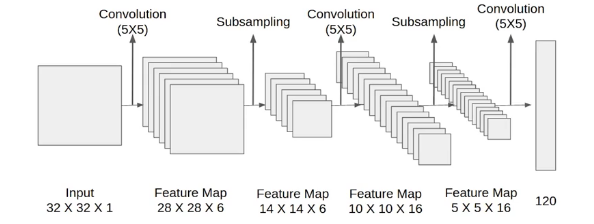 Convolution
(5X5)
Subsampling
Convolution
(5X5)
Subsampling
Convolution
(5X5)
Input
32 X 32 X 1
Feature Map
28 X 28 X 6
Feature Map
14 X 14 X 6
Feature Map
10 X 10 X 16
Feature Map
5 X 5 X 16
120